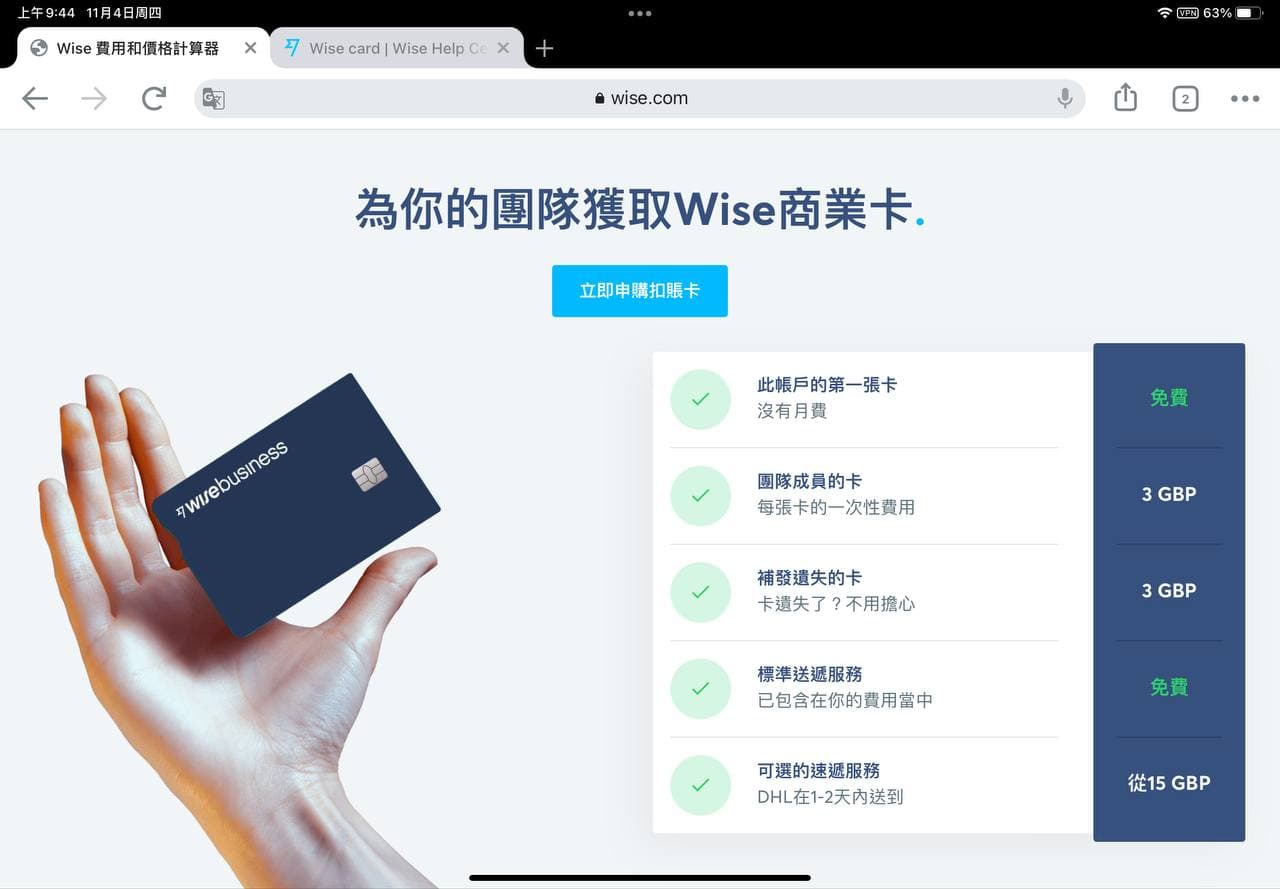 上午9:44 11月4日周四
VPN 63%
Wise 費用和價格計算器
Wise card | Wise Help Ce
wise.com
2
為你的團隊獲取Wise商業卡.
立即申購扣賬卡
wisebusiness
此帳戶的第一張卡
沒有月費
免費
團隊成員的卡
每張卡的一次性費用
3 GBP
補發遺失的卡
卡遺失了？不用擔心
3 GBP
標準送遞服務
已包含在你的費用當中
免費
可選的速遞服務
DHL在1-2天內送到
從15 GBP